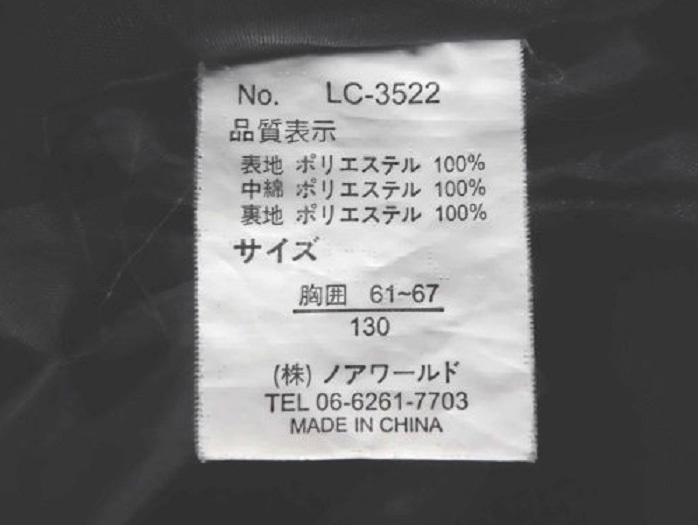 No. LC-3522
品質表示
表地 ポリエステル 100%
中綿 ポリエステル 100%
裏地 ポリエステル 100%
サイズ
胸囲 61~67
130
(株) ノアワールド
TEL 06-6261-7703
MADE IN CHINA